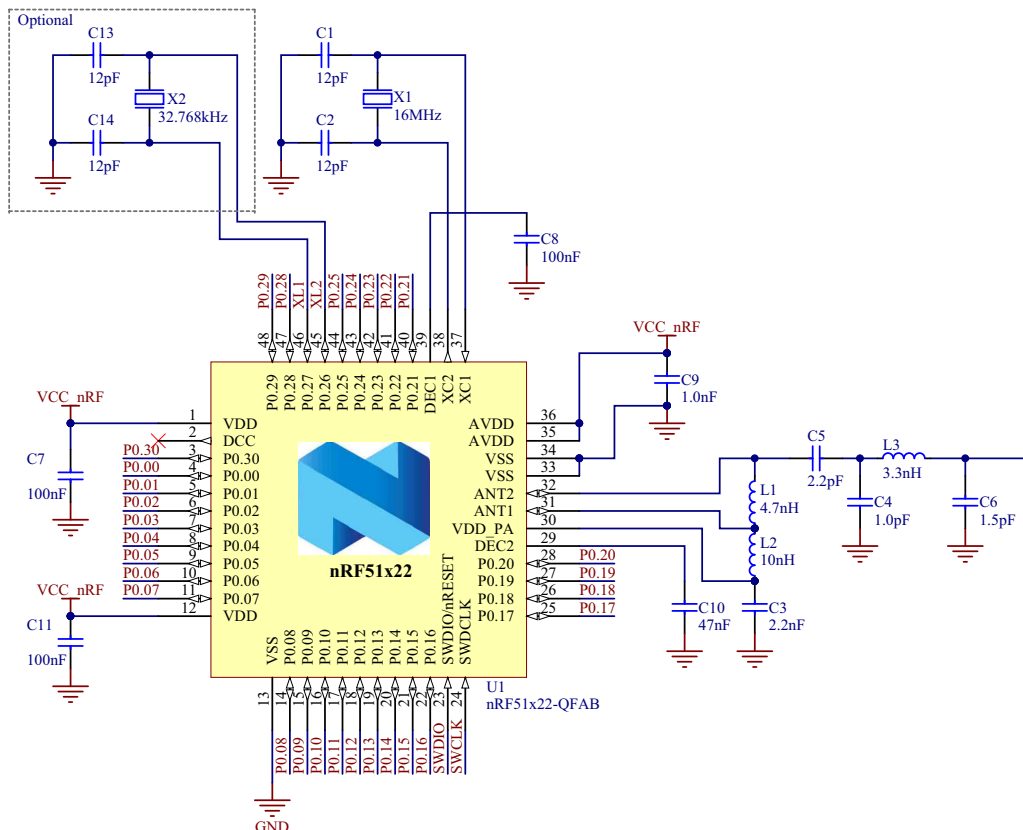 Optional
C13
12pF
X2
32.768kHz
C14
12pF
C1
12pF
X1
16MHz
C2
12pF
C8
100nF
P0.29
P0.28
XL1
XL2
P0.25
P0.24
P0.23
P0.22
P0.21
48
47
46
45
44
43
42
41
40
39
38
37
P0.29
P0.28
P0.27
P0.26
P0.25
P0.24
P0.23
P0.22
P0.21
DEC1
XC2
XC1
VCC_nRF
C9
1.0nF
VCC_nRF
C7
100nF
1 VDD
2 DCC
P0.30 3 P0.30
P0.00 4 P0.00
P0.01 5 P0.01
P0.02 6 P0.02
P0.03 7 P0.03
P0.04 8 P0.04
P0.05 9 P0.05
P0.06 10 P0.06
P0.07 11 P0.07
12 VDD
VCC_nRF
C11
100nF
nRF51x22
AVDD 36
AVDD 35
VSS 34
VSS 33
ANT2 32
ANT1 31
VDD_PA 30
DEC2 29
P0.20 28 P0.20
P0.19 27 P0.19
P0.18 26 P0.18
P0.17 25 P0.17
C5
2.2pF
L3
3.3nH
L1
4.7nH
C4
1.0pF
C6
1.5pF
L2
10nH
C10
47nF
C3
2.2nF
VSS
P0.08
P0.09
P0.10
P0.11
P0.12
P0.13
P0.14
P0.15
P0.16
SWDIO/nRESET
SWDCLK
13
14
15
16
17
18
19
20
21
22
23
24
U1
nRF51x22-QFAB
P0.08
P0.09
P0.10
P0.11
P0.12
P0.13
P0.14
P0.15
P0.16
SWDIO
SWCLK
GND